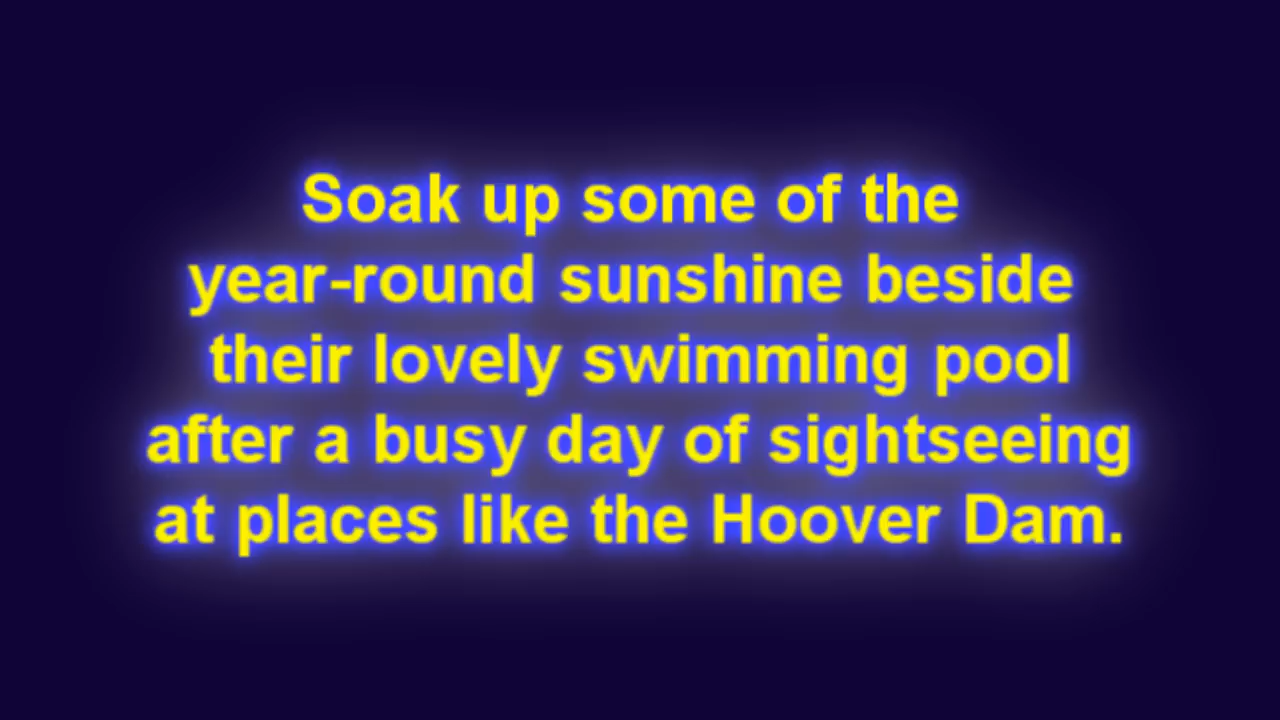 Soak up some of the
year-round sunshine beside
their lovely swimming pool
after a busy day of sightseeing
at places like the Hoover Dam.